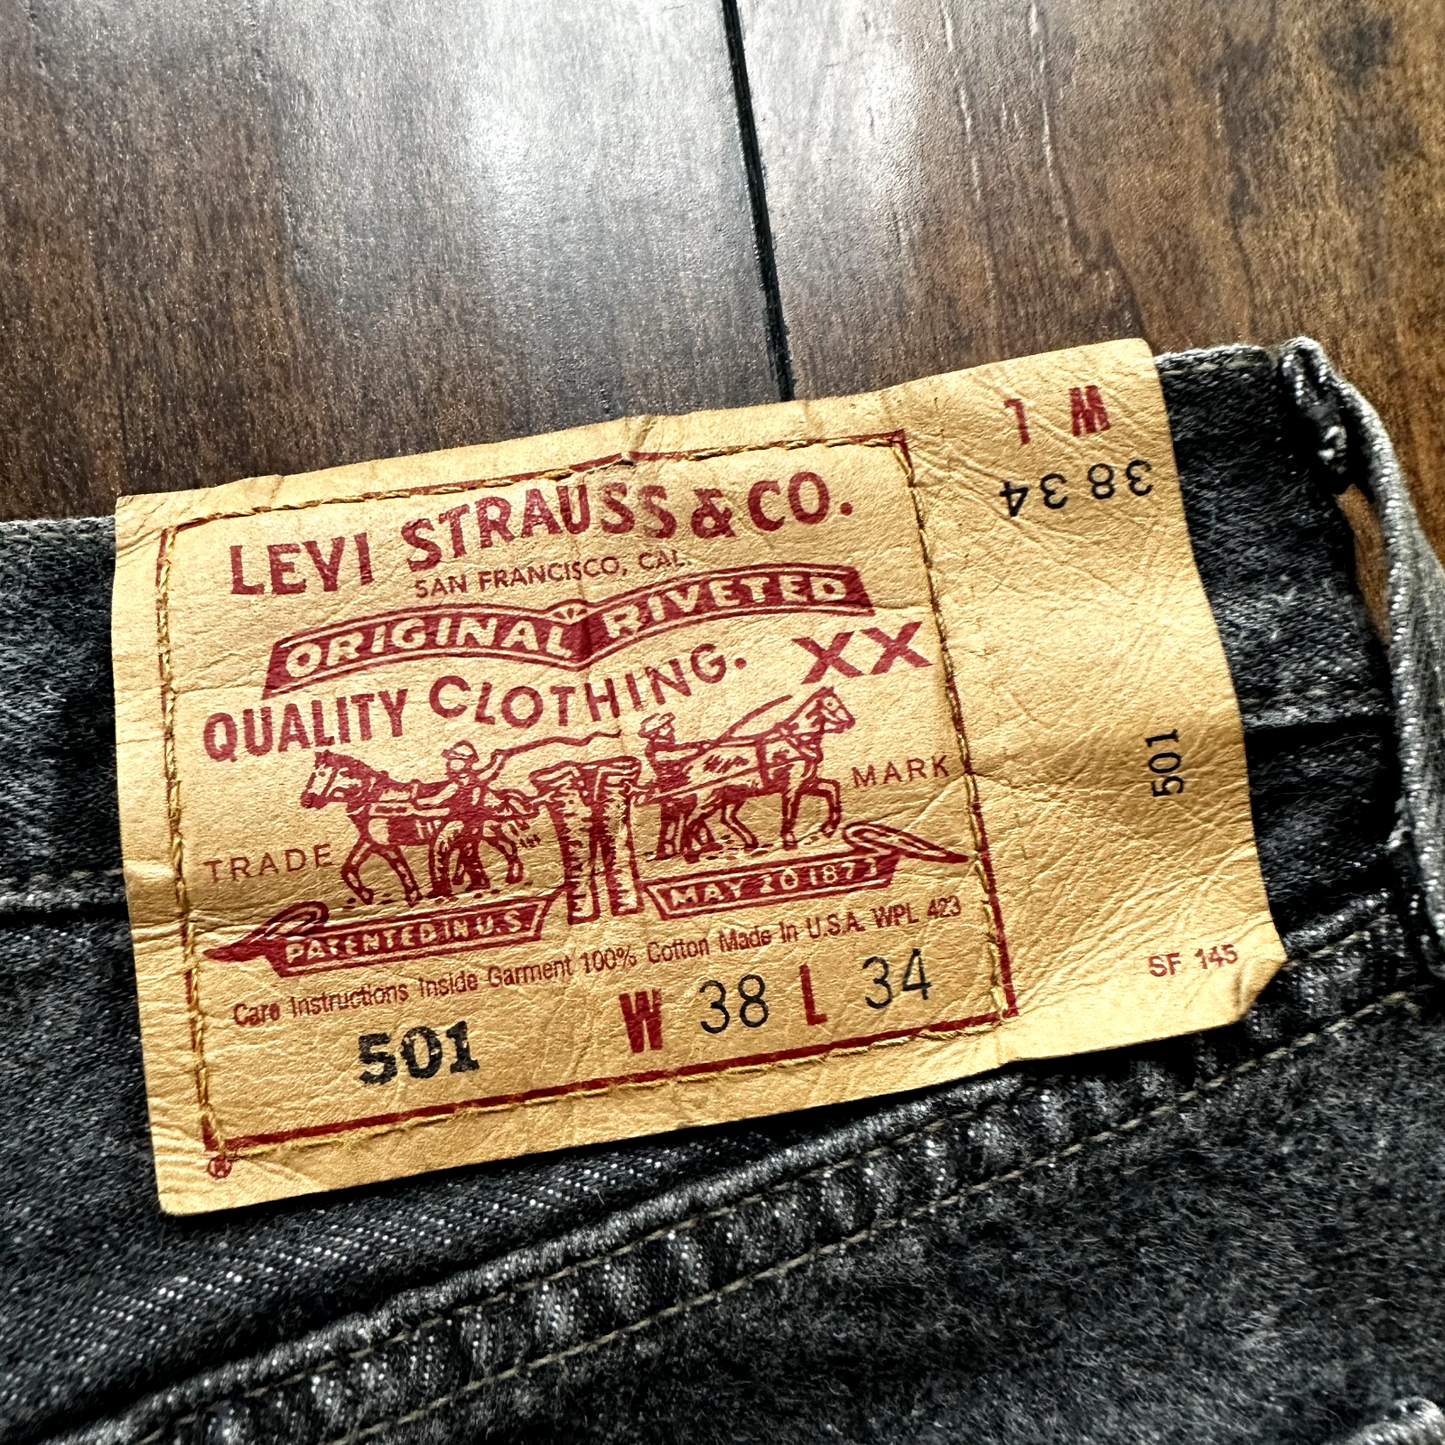 LEVI STRAUSS & CO.
SAN FRANCISCO, CAL.
ORIGINAL RIVETED
QUALITY CLOTHING. XX
TRADE MARK
PATENTED IN U.S. MAY 20 1873
Care Instructions Inside Garment 100% Cotton Made In U.S.A. WPL 423
501 W 38 L 34
®
W L
38 34
501
SF 145